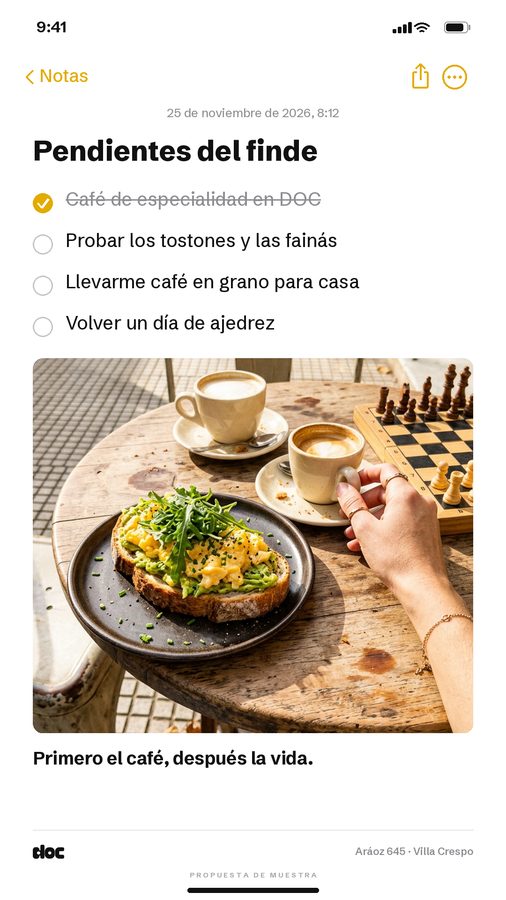 9:41
Notas
25 de noviembre de 2026, 8:12
Pendientes del finde
Café de especialidad en DOC
Probar los tostones y las fainás
Llevarme café en grano para casa
Volver un día de ajedrez
Primero el café, después la vida.
doc
Aráoz 645 · Villa Crespo
PROPUESTA DE MUESTRA